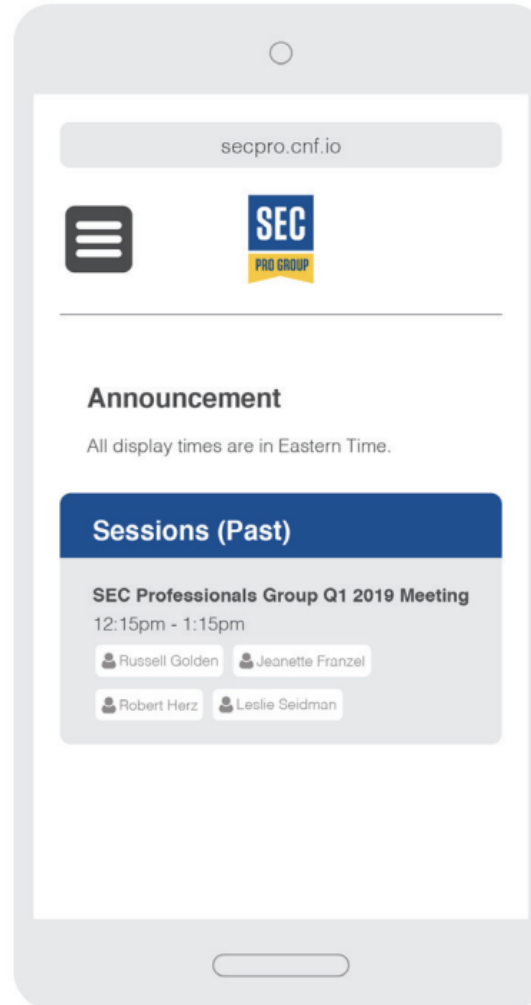 secpro.cnf.io
SEC
PRO GROUP
Announcement
All display times are in Eastern Time.
Sessions (Past)
SEC Professionals Group Q1 2019 Meeting
12:15pm - 1:15pm
Russell Golden Jeanette Franzel
Robert Herz Leslie Seidman